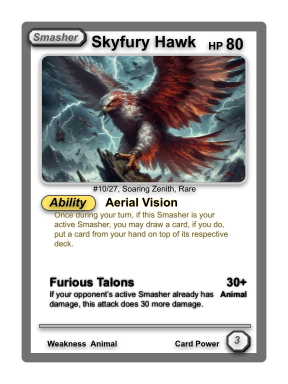 Smasher Skyfury Hawk HP 80
#10/27, Soaring Zenith, Rare
Ability Aerial Vision
Once during your turn, if this Smasher is your
active Smasher, you may draw a card, if you do,
put a card from your hand on top of its respective
deck.
Furious Talons 30+
If your opponent's active Smasher already has Animal
damage, this attack does 30 more damage.
Weakness Animal Card Power 3